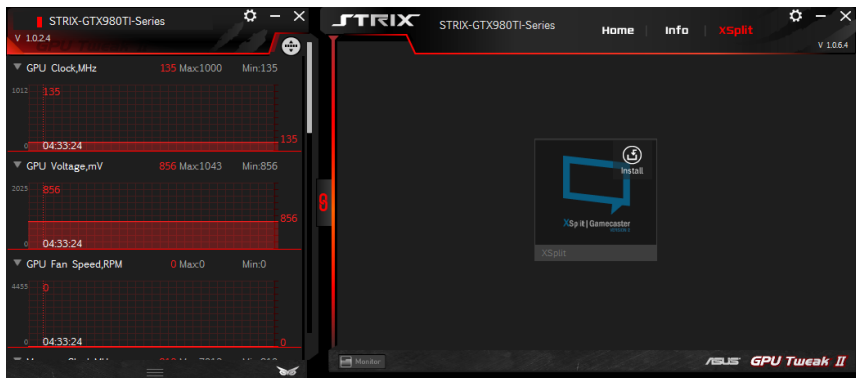 STRIX-GTX980TI-Series
V 1.0.2.4
GPU Clock,MHz 135 Max:1000 Min:135
1012 135
135
0 04:33:24
GPU Voltage,mV 856 Max:1043 Min:856
2025 856
856
0 04:33:24
GPU Fan Speed,RPM 0 Max:0 Min:0
4455 0
0 04:33:24 0
STRIX STRIX-GTX980TI-Series Home Info XSplit
V 1.0.6.4
Install
XSplit | Gamecaster
XSplit
Monitor
ASUS GPU Tweak II